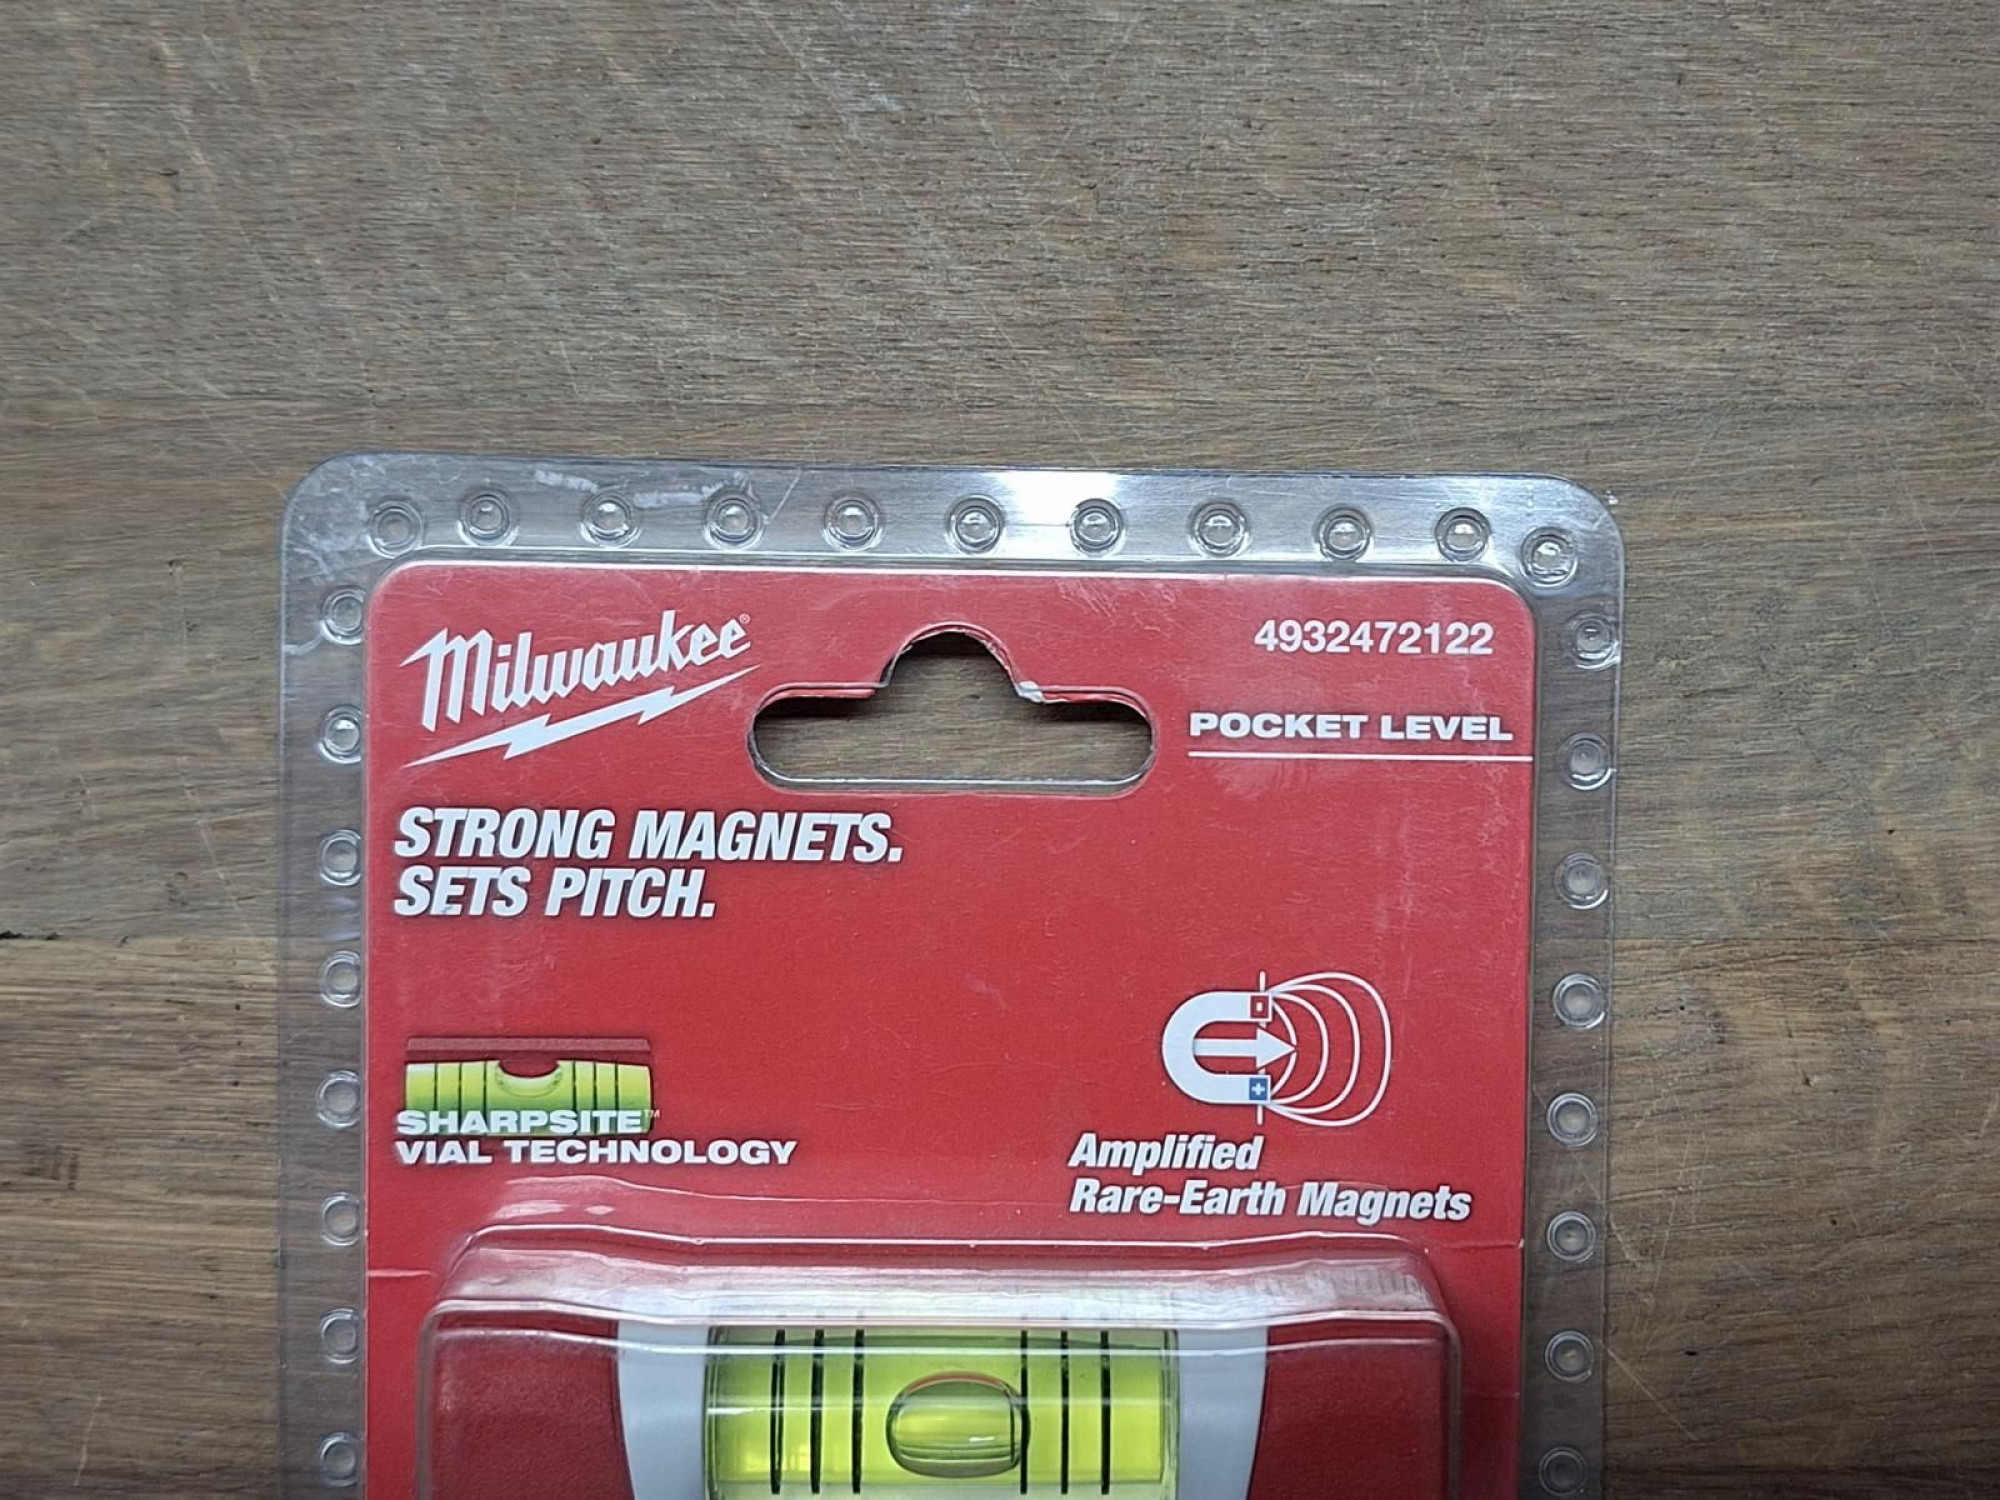 Milwaukee®
4932472122
POCKET LEVEL
STRONG MAGNETS.
SETS PITCH.
SHARPSITE™
VIAL TECHNOLOGY
Amplified
Rare-Earth Magnets